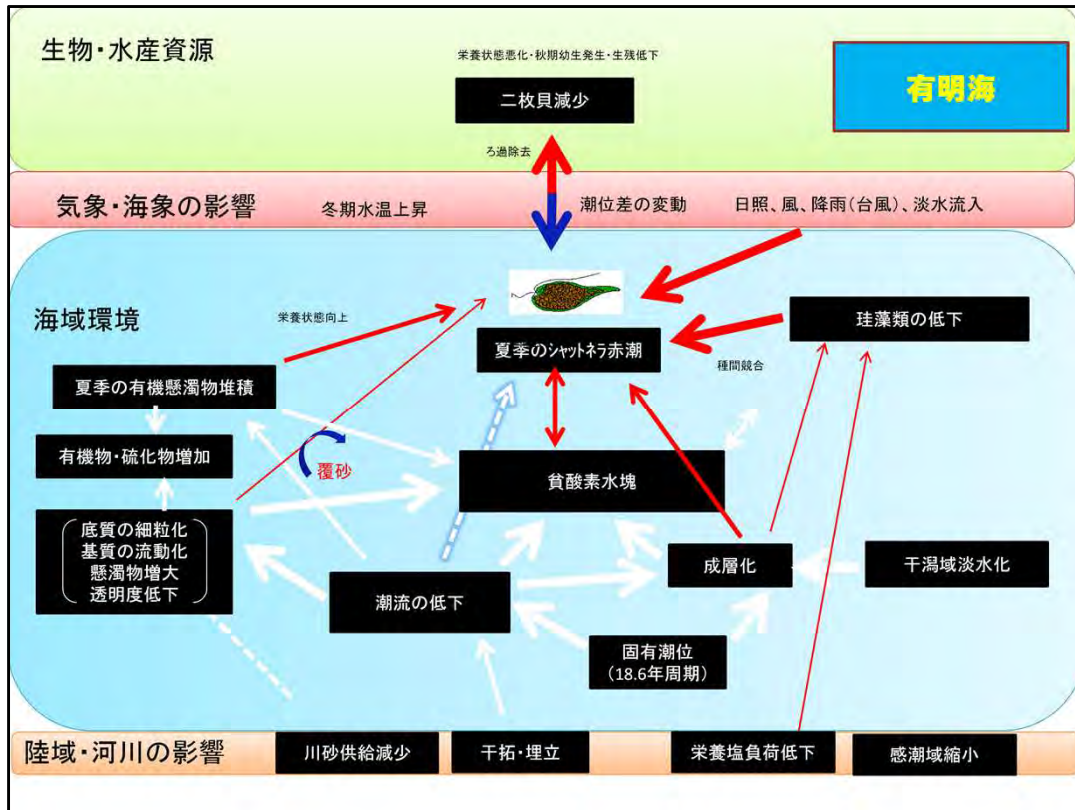 生物・水産資源
栄養状態悪化・秋期幼生発生・生残低下
二枚貝減少
有明海
ろ過除去
気象・海象の影響
冬期水温上昇
潮位差の変動
日照、風、降雨(台風)、淡水流入
海域環境
栄養状態向上
珪藻類の低下
夏季のシャットネラ赤潮
種間競合
夏季の有機懸濁物堆積
有機物・硫化物増加
覆砂
貧酸素水塊
底質の細粒化
基質の流動化
懸濁物増大
透明度低下
成層化
干潟域淡水化
潮流の低下
固有潮位
(18.6年周期)
陸域・河川の影響
川砂供給減少
干拓・埋立
栄養塩負荷低下
感潮域縮小